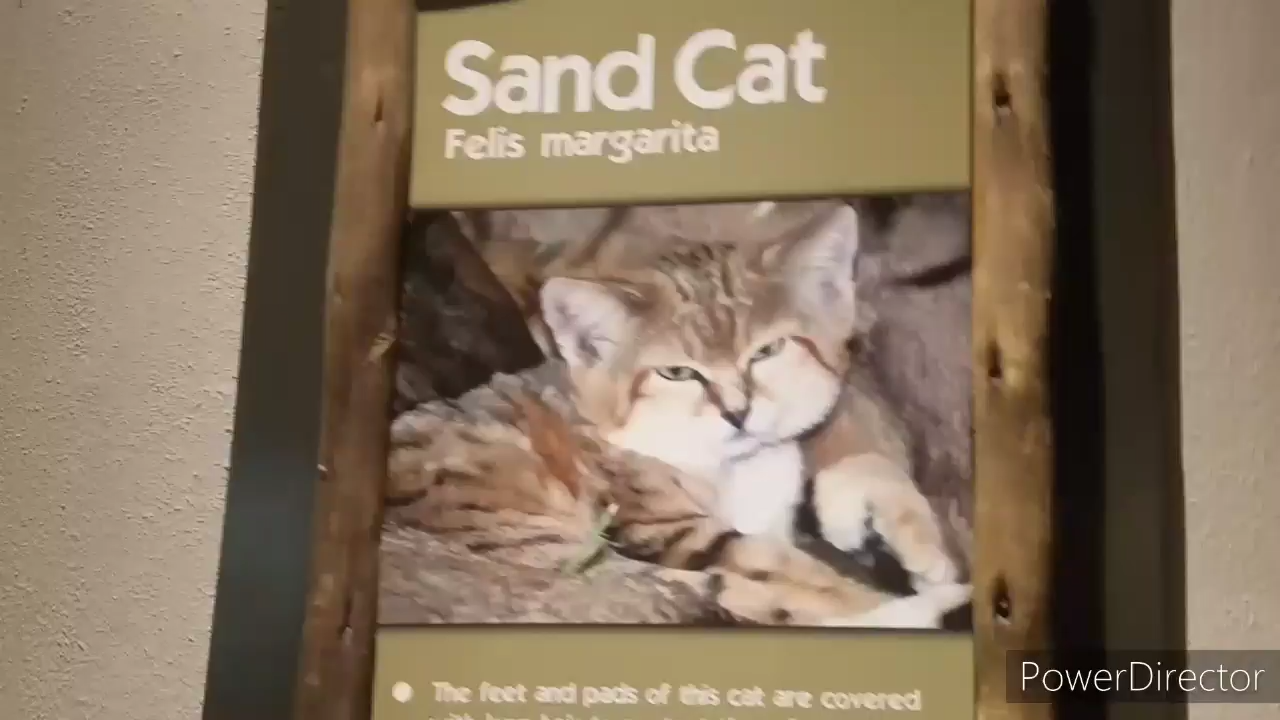 Sand Cat
Felis margarita
The feet and pads of this cat are covered
PowerDirector